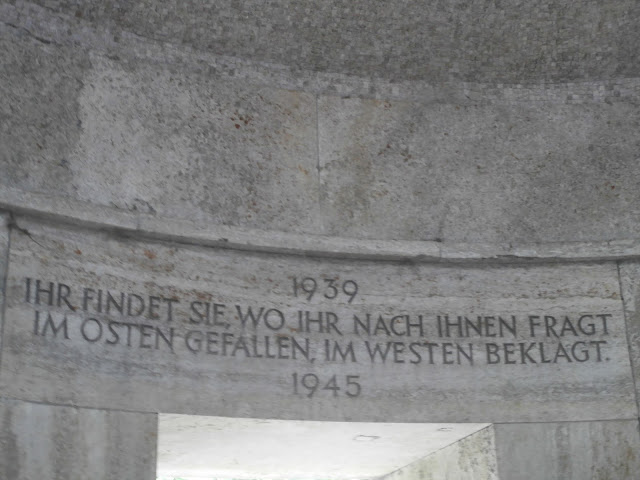 1939
IHR FINDET SIE, WO IHR NACH IHNEN FRAGT
IM OSTEN GEFALLEN, IM WESTEN BEKLAGT.
1945